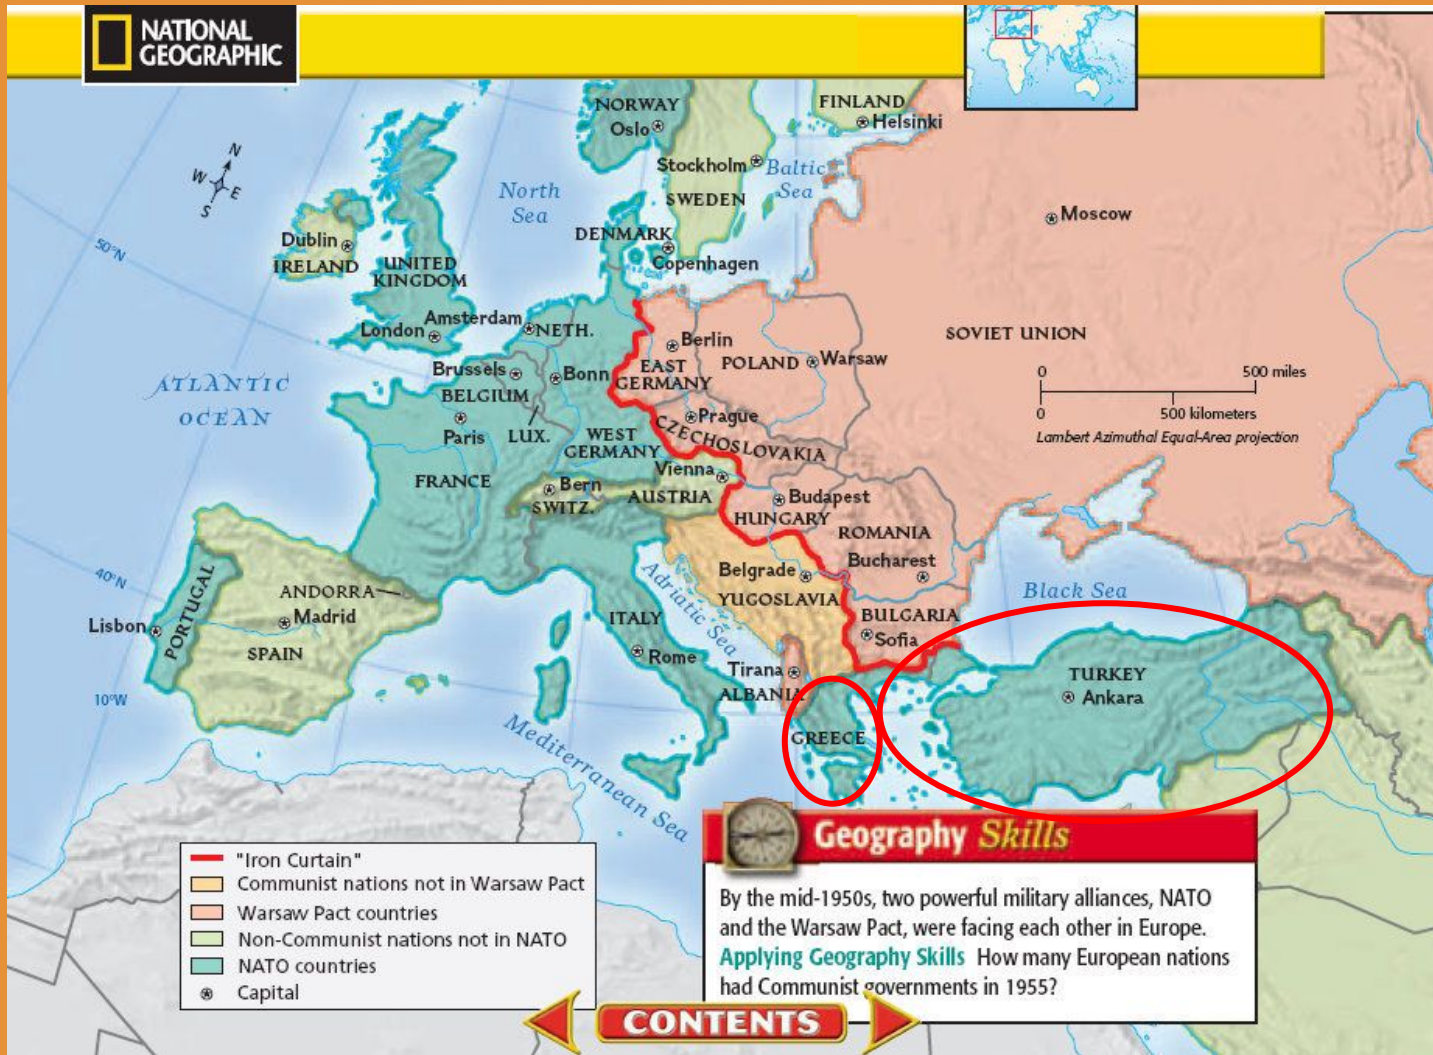 NATIONAL
GEOGRAPHIC
NORWAY
Oslo
FINLAND
Helsinki
Stockholm
Baltic
Sea
SWEDEN
N
W
E
S
North
Sea
Moscow
50°N
Dublin
IRELAND
DENMARK
Copenhagen
UNITED
KINGDOM
London
Amsterdam
NETH.
Berlin
EAST
GERMANY
POLAND
Warsaw
SOVIET UNION
0
500 miles
0
500 kilometers
Lambert Azimuthal Equal-Area projection
ATLANTIC
OCEAN
Brussels
BELGIUM
Bonn
Paris
LUX.
Prague
CZECHOSLOVAKIA
WEST
GERMANY
FRANCE
Vienna
Bern
SWITZ.
AUSTRIA
Budapest
HUNGARY
ROMANIA
Bucharest
40°N
PORTUGAL
Lisbon
ANDORRA
Madrid
SPAIN
Adriatic Sea
Belgrade
YUGOSLAVIA
BULGARIA
Sofia
Black Sea
ITALY
Rome
Tirana
ALBANIA
GREECE
TURKEY
Ankara
10°W
Mediterranean Sea
"Iron Curtain"
Communist nations not in Warsaw Pact
Warsaw Pact countries
Non-Communist nations not in NATO
NATO countries
Capital
Geography Skills
By the mid-1950s, two powerful military alliances, NATO
and the Warsaw Pact, were facing each other in Europe.
Applying Geography Skills How many European nations
had Communist governments in 1955?
CONTENTS